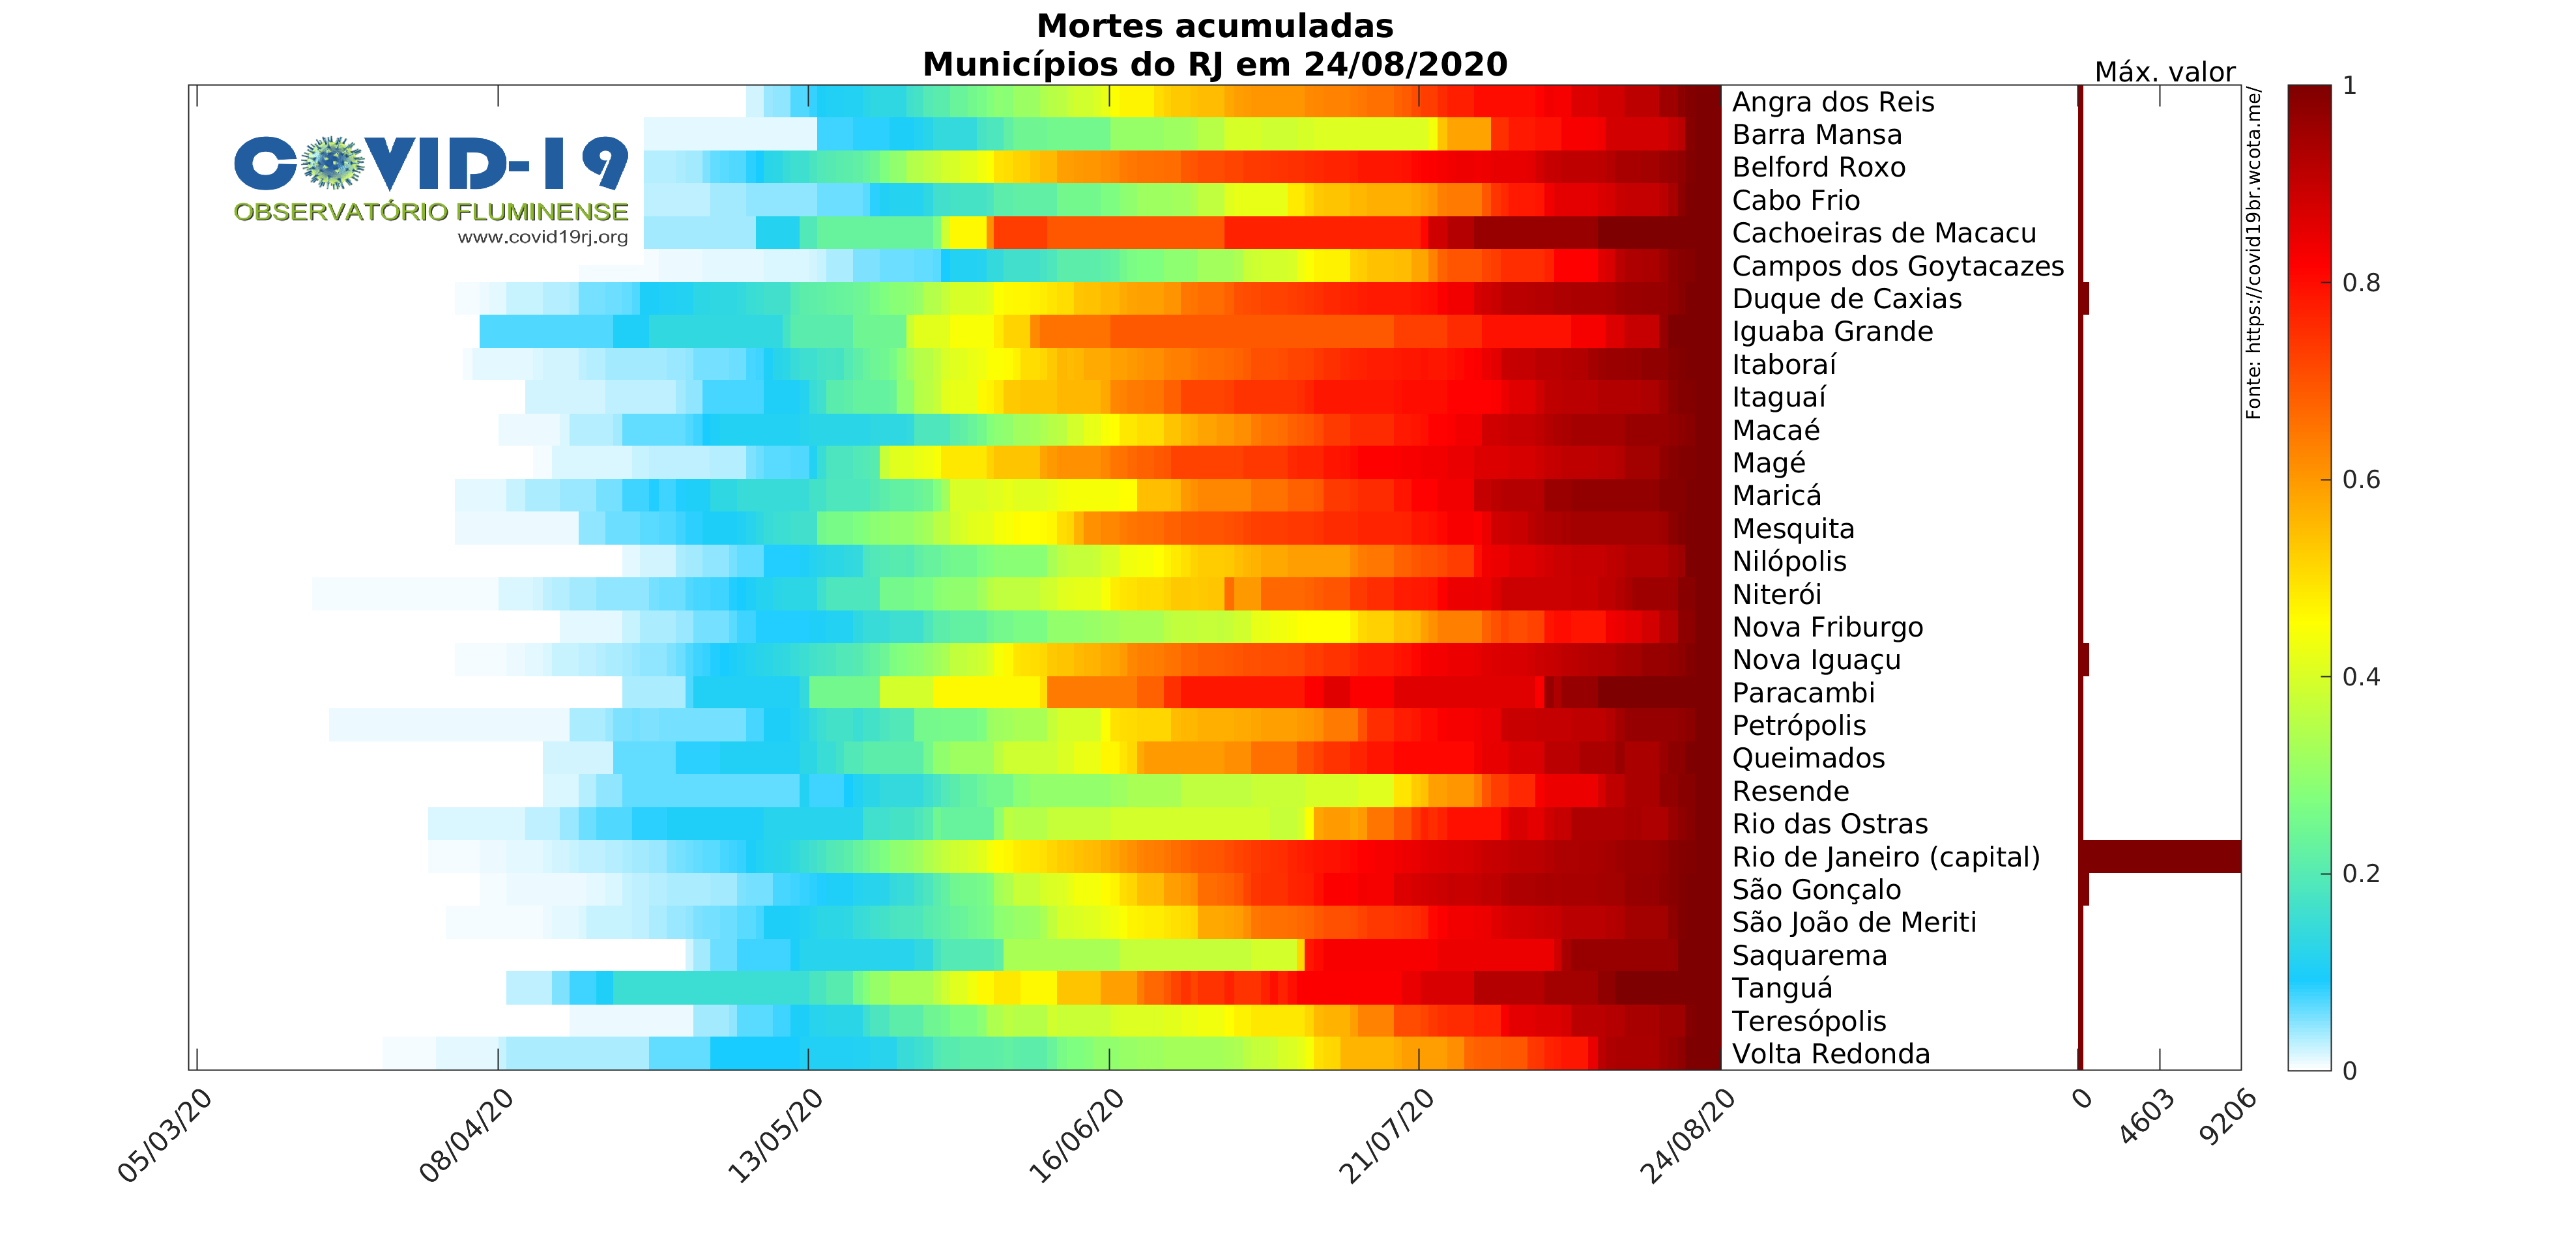 Mortes acumuladas
Municípios do RJ em 24/08/2020
Máx. valor
COVID-19
OBSERVATÓRIO FLUMINENSE
www.covid19rj.org
Angra dos Reis
Barra Mansa
Belford Roxo
Cabo Frio
Cachoeiras de Macacu
Campos dos Goytacazes
Duque de Caxias
Iguaba Grande
Itaboraí
Itaguaí
Macaé
Magé
Maricá
Mesquita
Nilópolis
Niterói
Nova Friburgo
Nova Iguaçu
Paracambi
Petrópolis
Queimados
Resende
Rio das Ostras
Rio de Janeiro (capital)
São Gonçalo
São João de Meriti
Saquarema
Tanguá
Teresópolis
Volta Redonda
Fonte: https://covid19br.wcota.me/
1
0.8
0.6
0.4
0.2
0
05/03/20
08/04/20
13/05/20
16/06/20
21/07/20
24/08/20
0
4603
9206